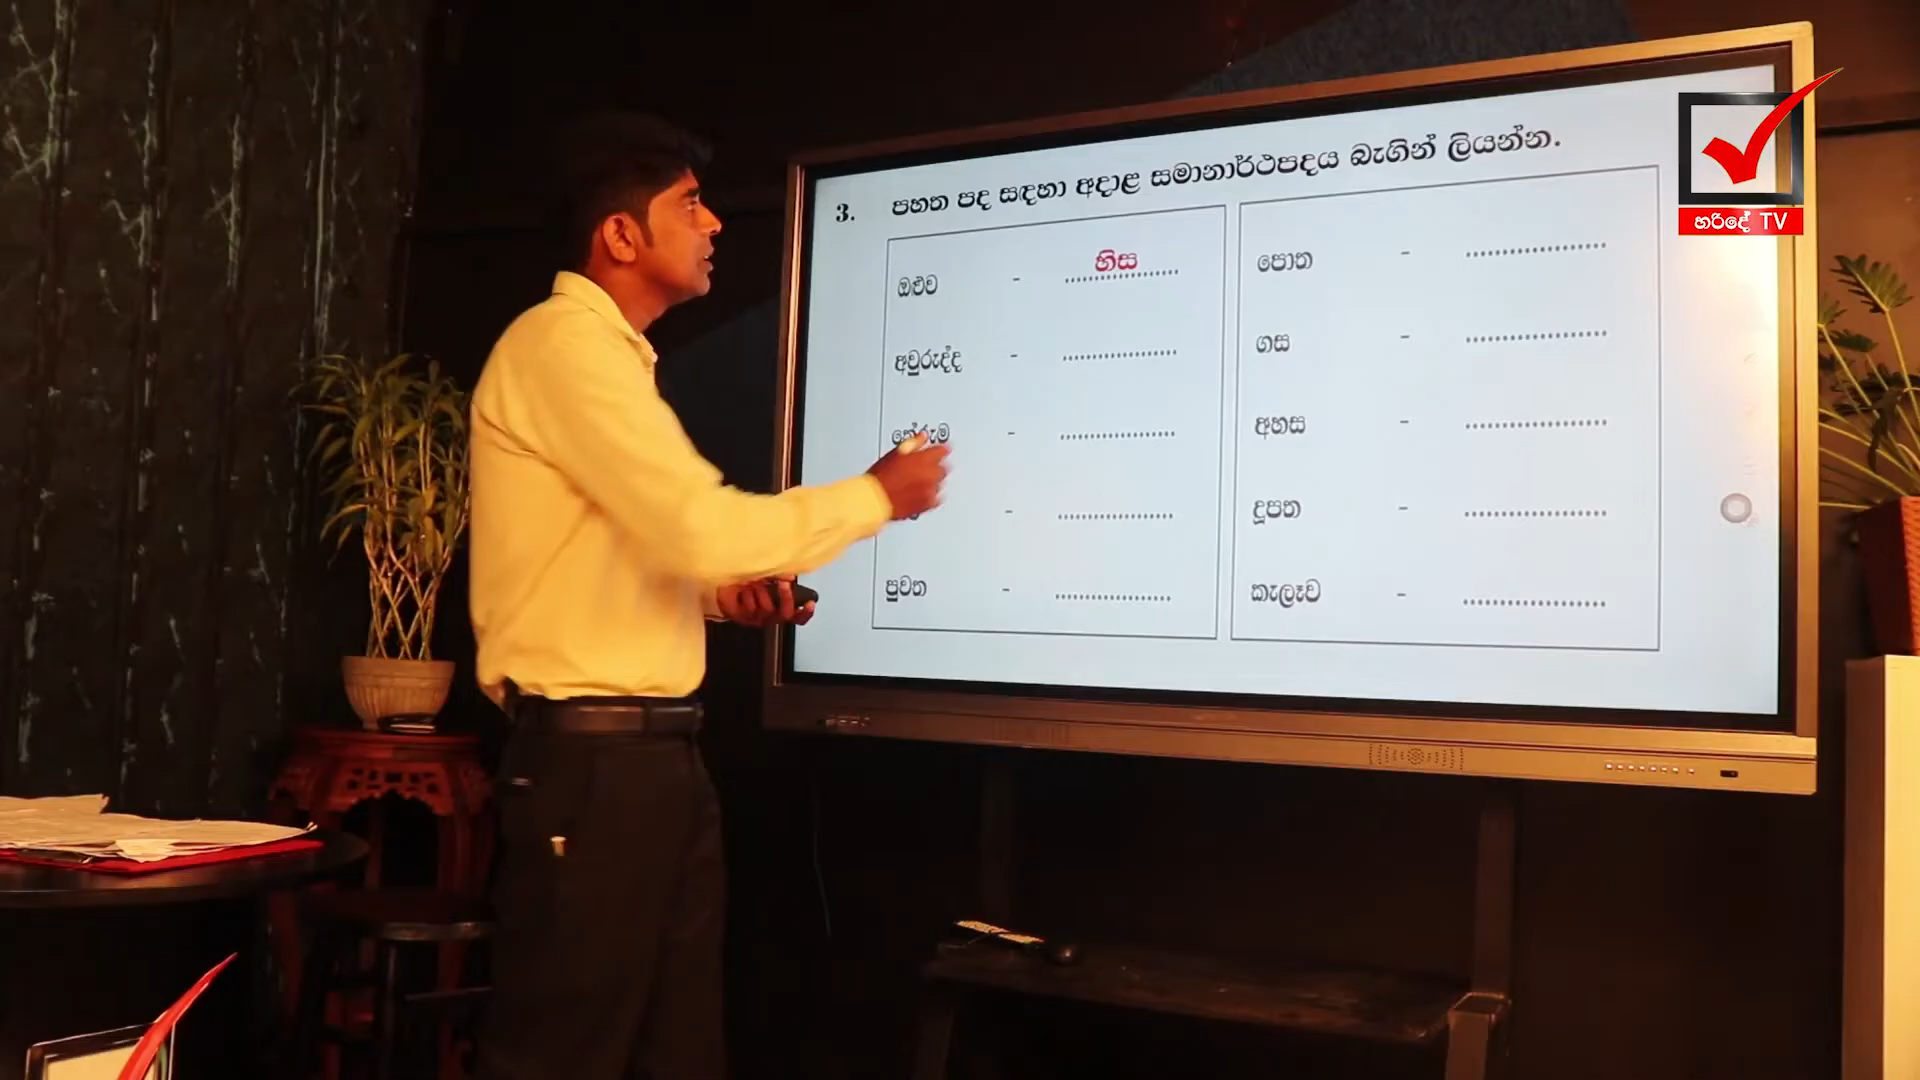 3. පහත පද සඳහා අදාළ සමානාර්ථපදය බැගින් ලියන්න.
ඔළුව - හිස
අවුරුද්ද - ....................
තේරුම - ....................
- ....................
පුවත - ....................
පොත - ....................
ගස - ....................
අහස - ....................
දූපත - ....................
කැලෑව - ....................
හරිදේ TV